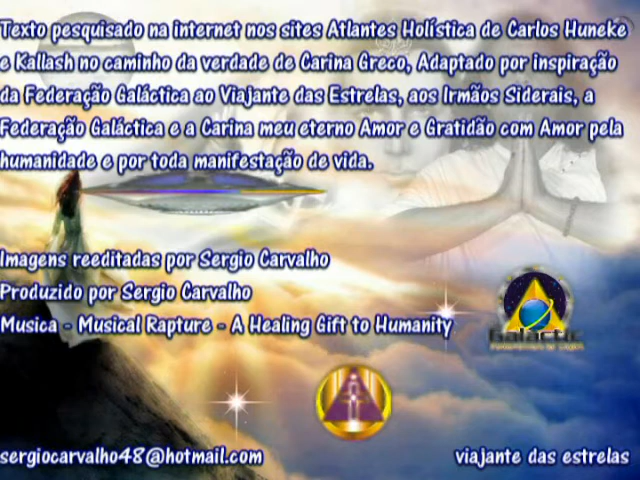 Texto pesquisado na internet nos sites Atlantes Holística de Carlos Huneke
e Kallash no caminho da verdade de Carina Greco, Adaptado por inspiração
da Federação Galáctica ao Viajante das Estrelas, aos Irmãos Siderais, a
Federação Galáctica e a Carina meu eterno Amor e Gratidão com Amor pela
humanidade e por toda manifestação de vida.
Imagens reeditadas por Sergio Carvalho
Produzido por Sergio Carvalho
Musica - Musical Rapture - A Healing Gift to Humanity
Galactic
sergiocarvalho48@hotmail.com
viajante das estrelas